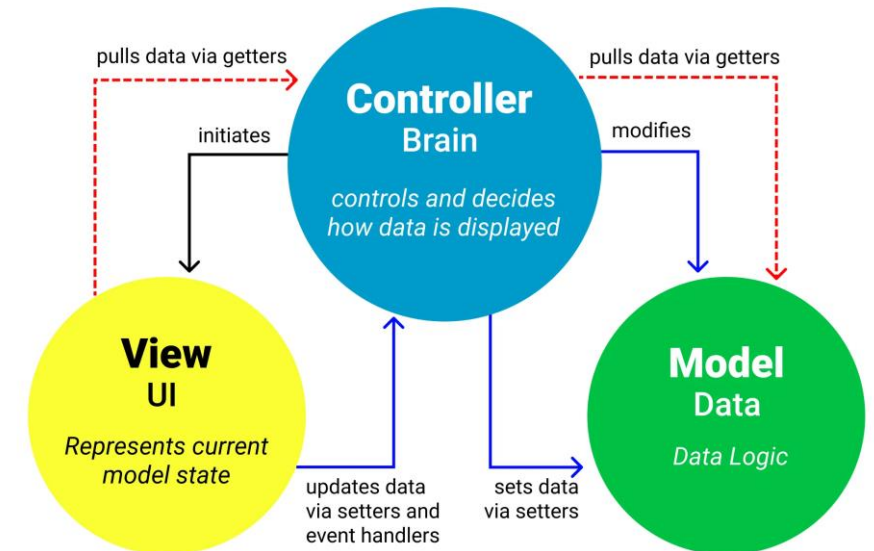 pulls data via getters
pulls data via getters
Controller
Brain
initiates
modifies
controls and decides
how data is displayed
View
UI
Represents current
model state
Model
Data
Data Logic
updates data
via setters and
event handlers
sets data
via setters